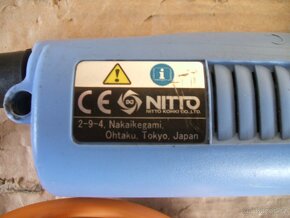 CE NITTO
NITTO KOHKI CO.,LTD.
2-9-4, Nakaikegami,
Ohtaku, Tokyo, Japan